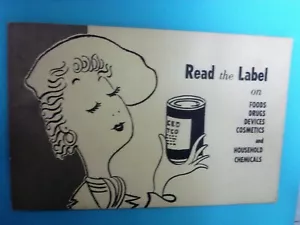 Read the Label
on
FOODS
DRUGS
DEVICES
COSMETICS
and
HOUSEHOLD
CHEMICALS